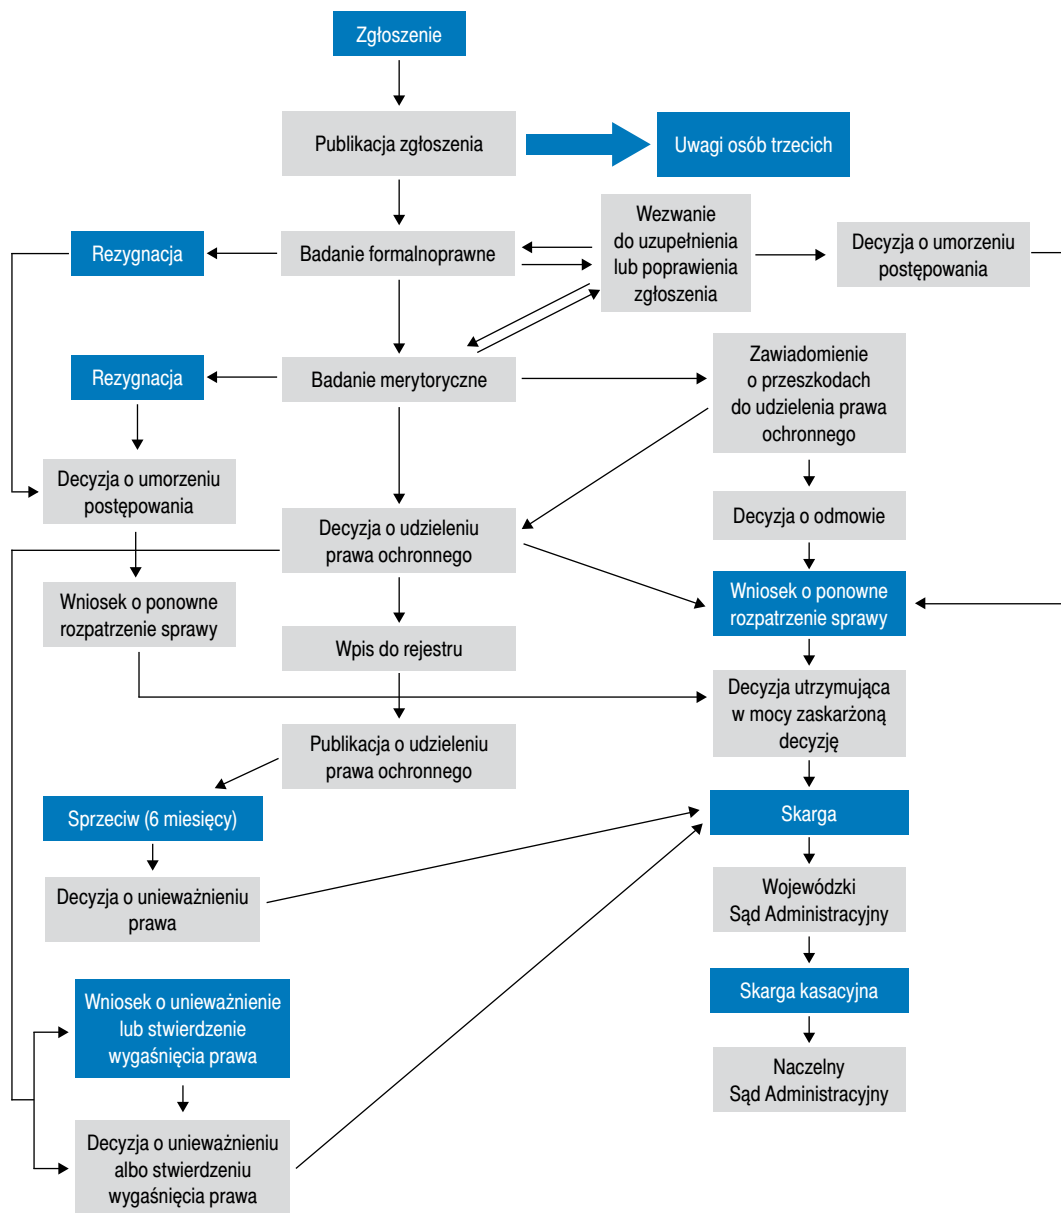 Zgłoszenie
Publikacja zgłoszenia
Uwagi osób trzecich
Rezygnacja
Badanie formalnoprawne
Wezwanie
do uzupełnienia
lub poprawienia
zgłoszenia
Decyzja o umorzeniu
postępowania
Rezygnacja
Badanie merytoryczne
Zawiadomienie
o przeszkodach
do udzielenia prawa
ochronnego
Decyzja o umorzeniu
postępowania
Decyzja o udzieleniu
prawa ochronnego
Decyzja o odmowie
Wniosek o ponowne
rozpatrzenie sprawy
Wpis do rejestru
Wniosek o ponowne
rozpatrzenie sprawy
Decyzja utrzymująca
w mocy zaskarżoną
decyzję
Publikacja o udzieleniu
prawa ochronnego
Sprzeciw (6 miesięcy)
Skarga
Decyzja o unieważnieniu
prawa
Wojewódzki
Sąd Administracyjny
Wniosek o unieważnienie
lub stwierdzenie
wygaśnięcia prawa
Skarga kasacyjna
Naczelny
Sąd Administracyjny
Decyzja o unieważnieniu
albo stwierdzeniu
wygaśnięcia prawa